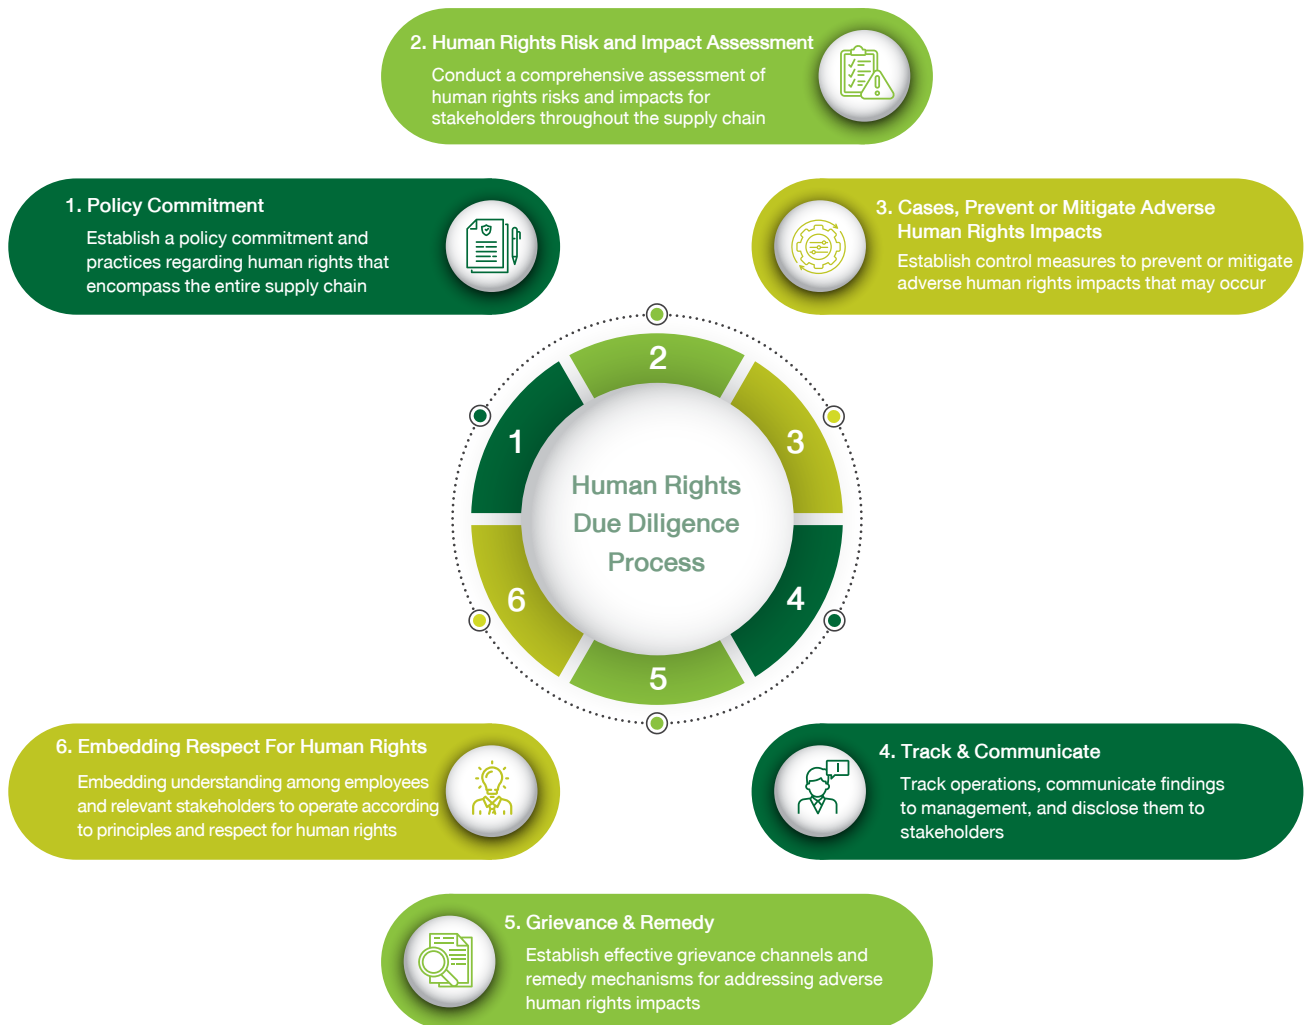 2. Human Rights Risk and Impact Assessment
Conduct a comprehensive assessment of
human rights risks and impacts for
stakeholders throughout the supply chain
1. Policy Commitment
Establish a policy commitment and
practices regarding human rights that
encompass the entire supply chain
3. Cases, Prevent or Mitigate Adverse
Human Rights Impacts
Establish control measures to prevent or mitigate
adverse human rights impacts that may occur
2
1
3
Human Rights
Due Diligence
Process
6
4
5
6. Embedding Respect For Human Rights
Embedding understanding among employees
and relevant stakeholders to operate according
to principles and respect for human rights
4. Track & Communicate
Track operations, communicate findings
to management, and disclose them to
stakeholders
5. Grievance & Remedy
Establish effective grievance channels and
remedy mechanisms for addressing adverse
human rights impacts